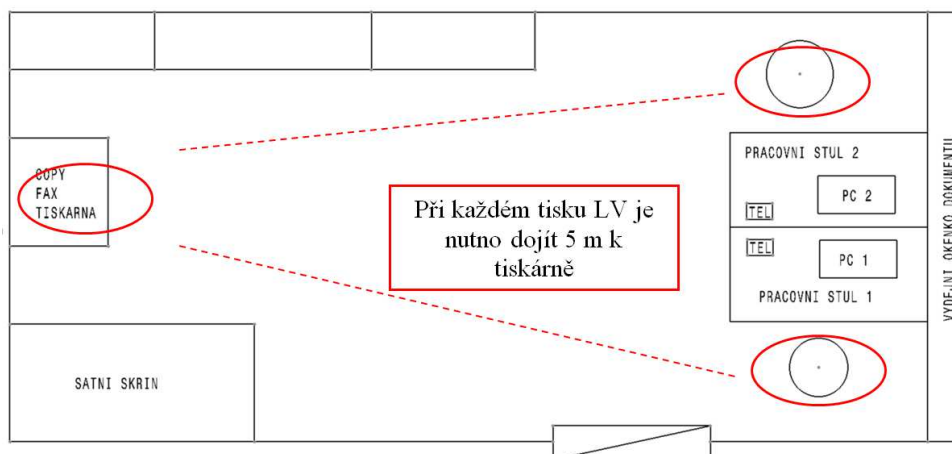 COPY
FAX
TISKARNA
Při každém tisku LV je
nutno dojít 5 m k
tiskárně
PRACOVNI STUL 2
PC 2
TEL
TEL
PC 1
PRACOVNI STUL 1
VYDEJNI OKENKO DOKUMENTU
SATNI SKRIN